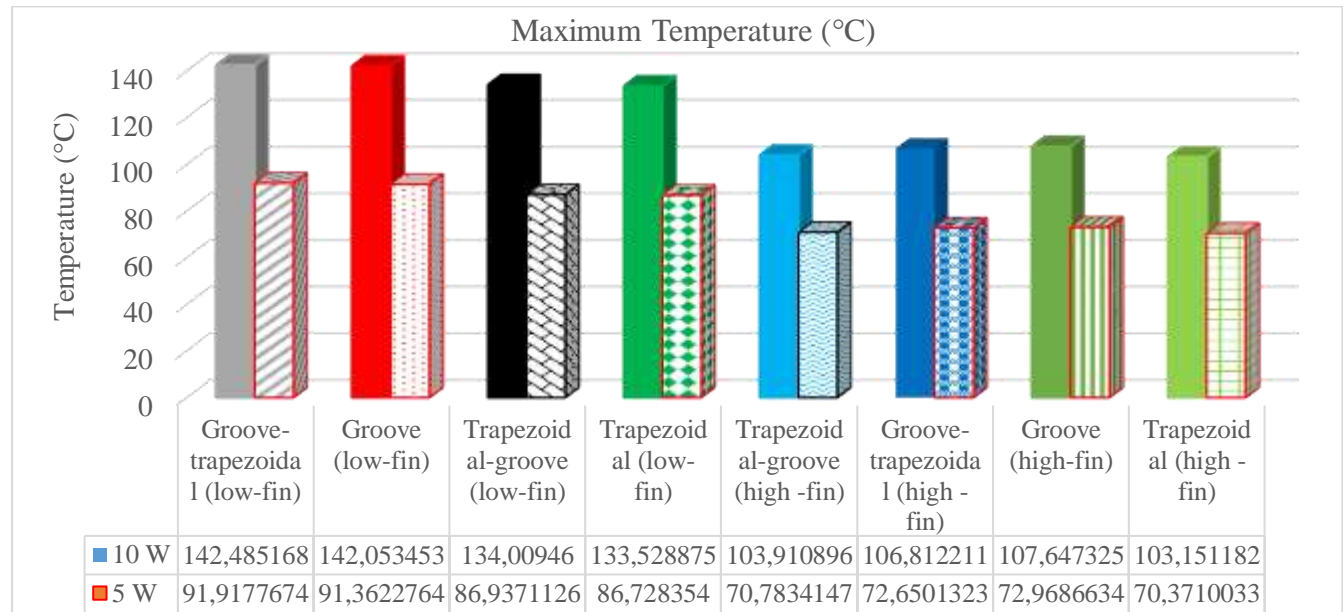 Maximum Temperature (°C)
Temperature (°C)
140
120
100
80
60
40
20
0
Groove-
trapezoida
l (low-fin)
Groove
(low-fin)
Trapezoid
al-groove
(low-fin)
Trapezoid
al (low-
fin)
Trapezoid
al-groove
(high -fin)
Groove-
trapezoida
l (high -
fin)
Groove
(high-fin)
Trapezoid
al (high -
fin)
10 W 142,485168 142,053453 134,00946 133,528875 103,910896 106,812211 107,647325 103,151182
5 W 91,9177674 91,3622764 86,9371126 86,728354 70,7834147 72,6501323 72,9686634 70,3710033